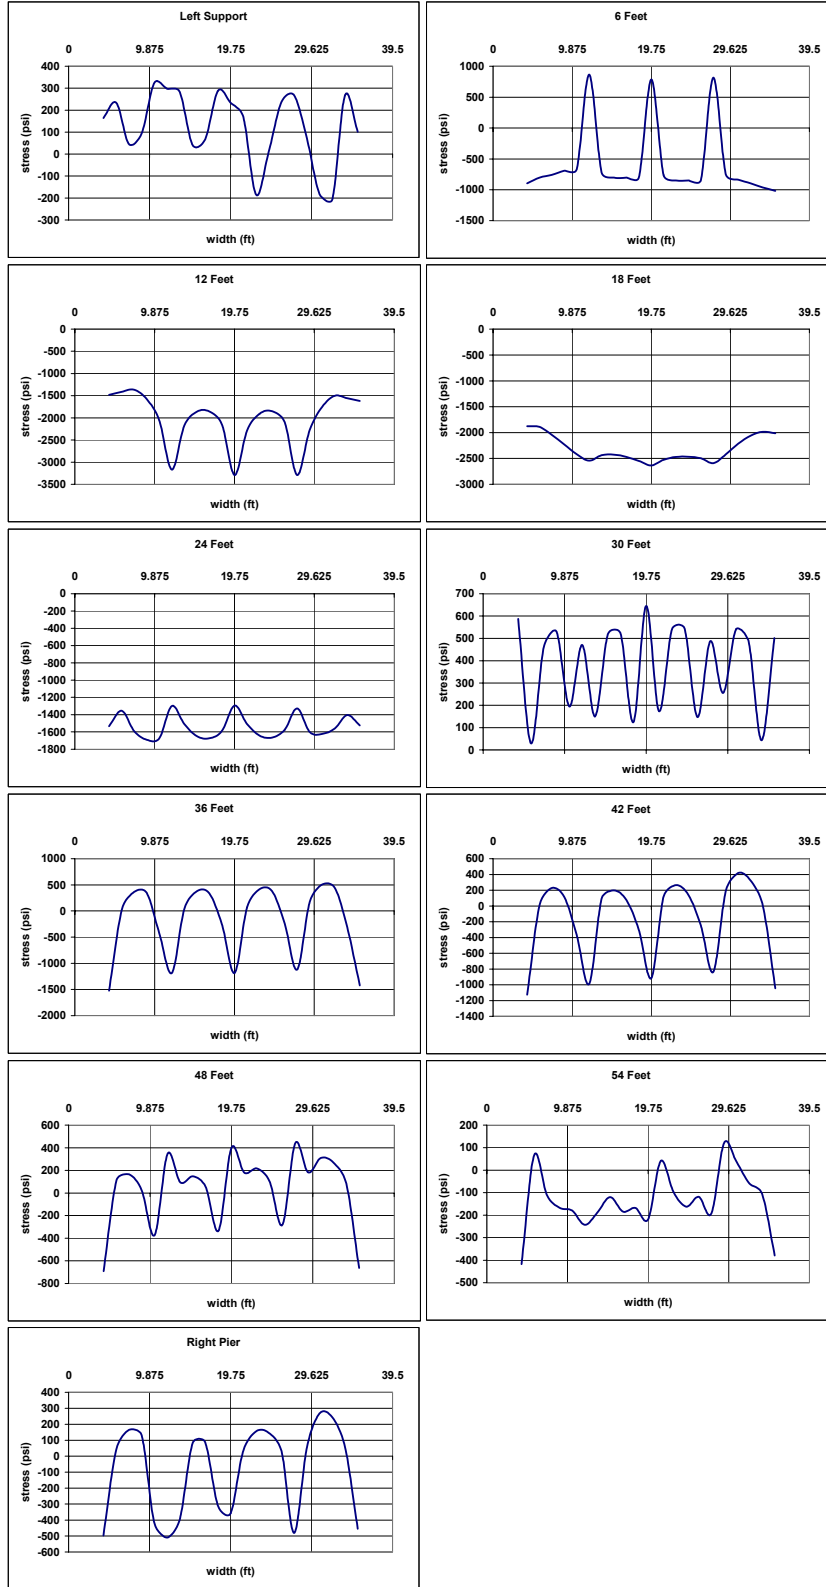 Left Support
0 9.875 19.75 29.625 39.5
400
300
200
100
0
-100
-200
-300
stress (psi)
width (ft)
6 Feet
0 9.875 19.75 29.625 39.5
1000
500
0
-500
-1000
-1500
stress (psi)
width (ft)
12 Feet
0 9.875 19.75 29.625 39.5
0
-500
-1000
-1500
-2000
-2500
-3000
-3500
stress (psi)
width (ft)
18 Feet
0 9.875 19.75 29.625 39.5
0
-500
-1000
-1500
-2000
-2500
-3000
stress (psi)
width (ft)
24 Feet
0 9.875 19.75 29.625 39.5
0
-200
-400
-600
-800
-1000
-1200
-1400
-1600
-1800
stress (psi)
width (ft)
30 Feet
0 9.875 19.75 29.625 39.5
700
600
500
400
300
200
100
0
stress (psi)
width (ft)
36 Feet
0 9.875 19.75 29.625 39.5
1000
500
0
-500
-1000
-1500
-2000
stress (psi)
width (ft)
42 Feet
0 9.875 19.75 29.625 39.5
600
400
200
0
-200
-400
-600
-800
-1000
-1200
-1400
stress (psi)
width (ft)
48 Feet
0 9.875 19.75 29.625 39.5
600
400
200
0
-200
-400
-600
-800
stress (psi)
width (ft)
54 Feet
0 9.875 19.75 29.625 39.5
200
100
0
-100
-200
-300
-400
-500
stress (psi)
width (ft)
Right Pier
0 9.875 19.75 29.625 39.5
400
300
200
100
0
-100
-200
-300
-400
-500
-600
stress (psi)
width (ft)